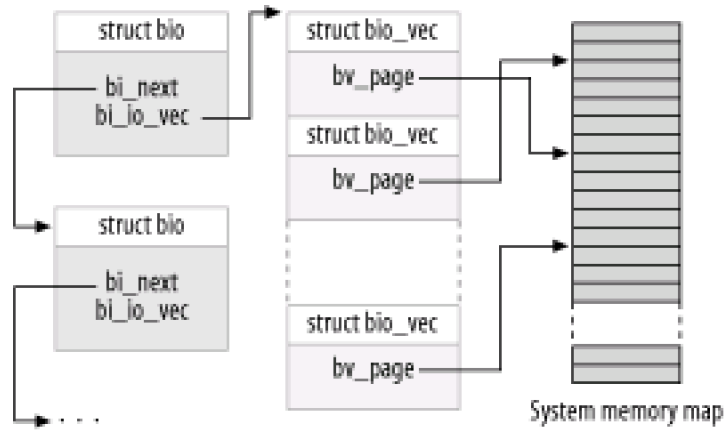 struct bio
bi_next
bi_io_vec
struct bio
bi_next
bi_io_vec
. . .
struct bio_vec
bv_page
struct bio_vec
bv_page
struct bio_vec
bv_page
System memory map